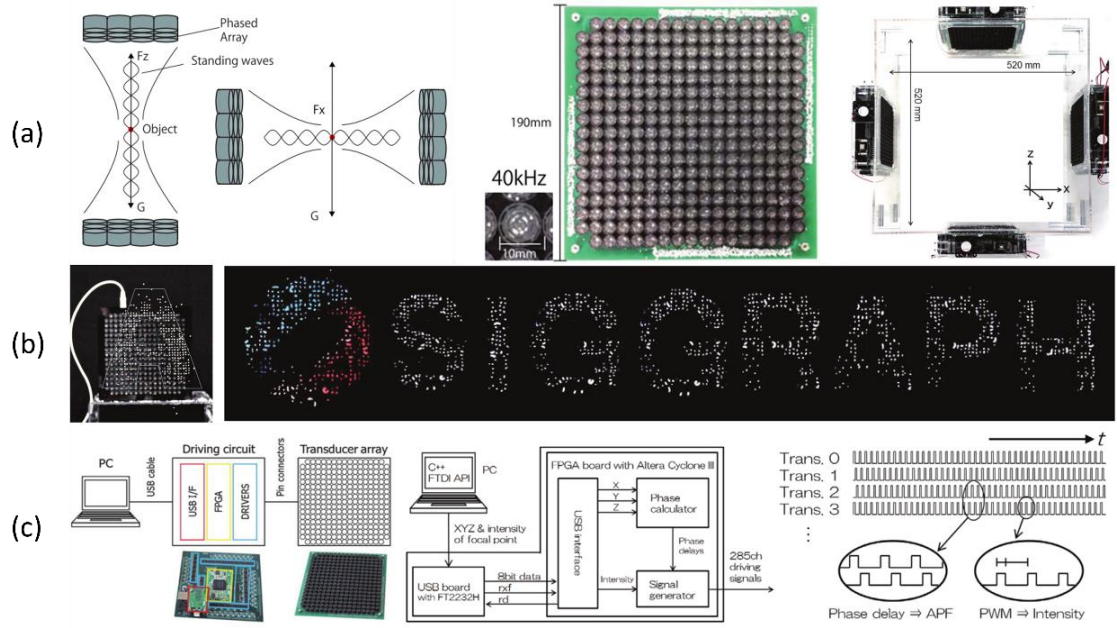 (a)
Phased
Array
Fz
Standing waves
Object
G
Fx
G
190mm
40kHz
10mm
520 mm
520 mm
z
x
y
(b)
SIGGRAPH
(c)
PC
USB cable
Driving circuit
USB I/F
FPGA
DRIVERS
Pin connectors
Transducer array
C++
FTDI API
PC
XYZ & intensity
of focal point
USB board
with FT2232H
8bit data
rxf
rd
FPGA board with Altera Cyclone III
USB interface
X
Y
Z
Phase
calculator
Phase
delays
Intensity
Signal
generator
285ch
driving
signals
t
Trans. 0
Trans. 1
Trans. 2
Trans. 3
⋮
Phase delay ⇒ APF
PWM ⇒ Intensity